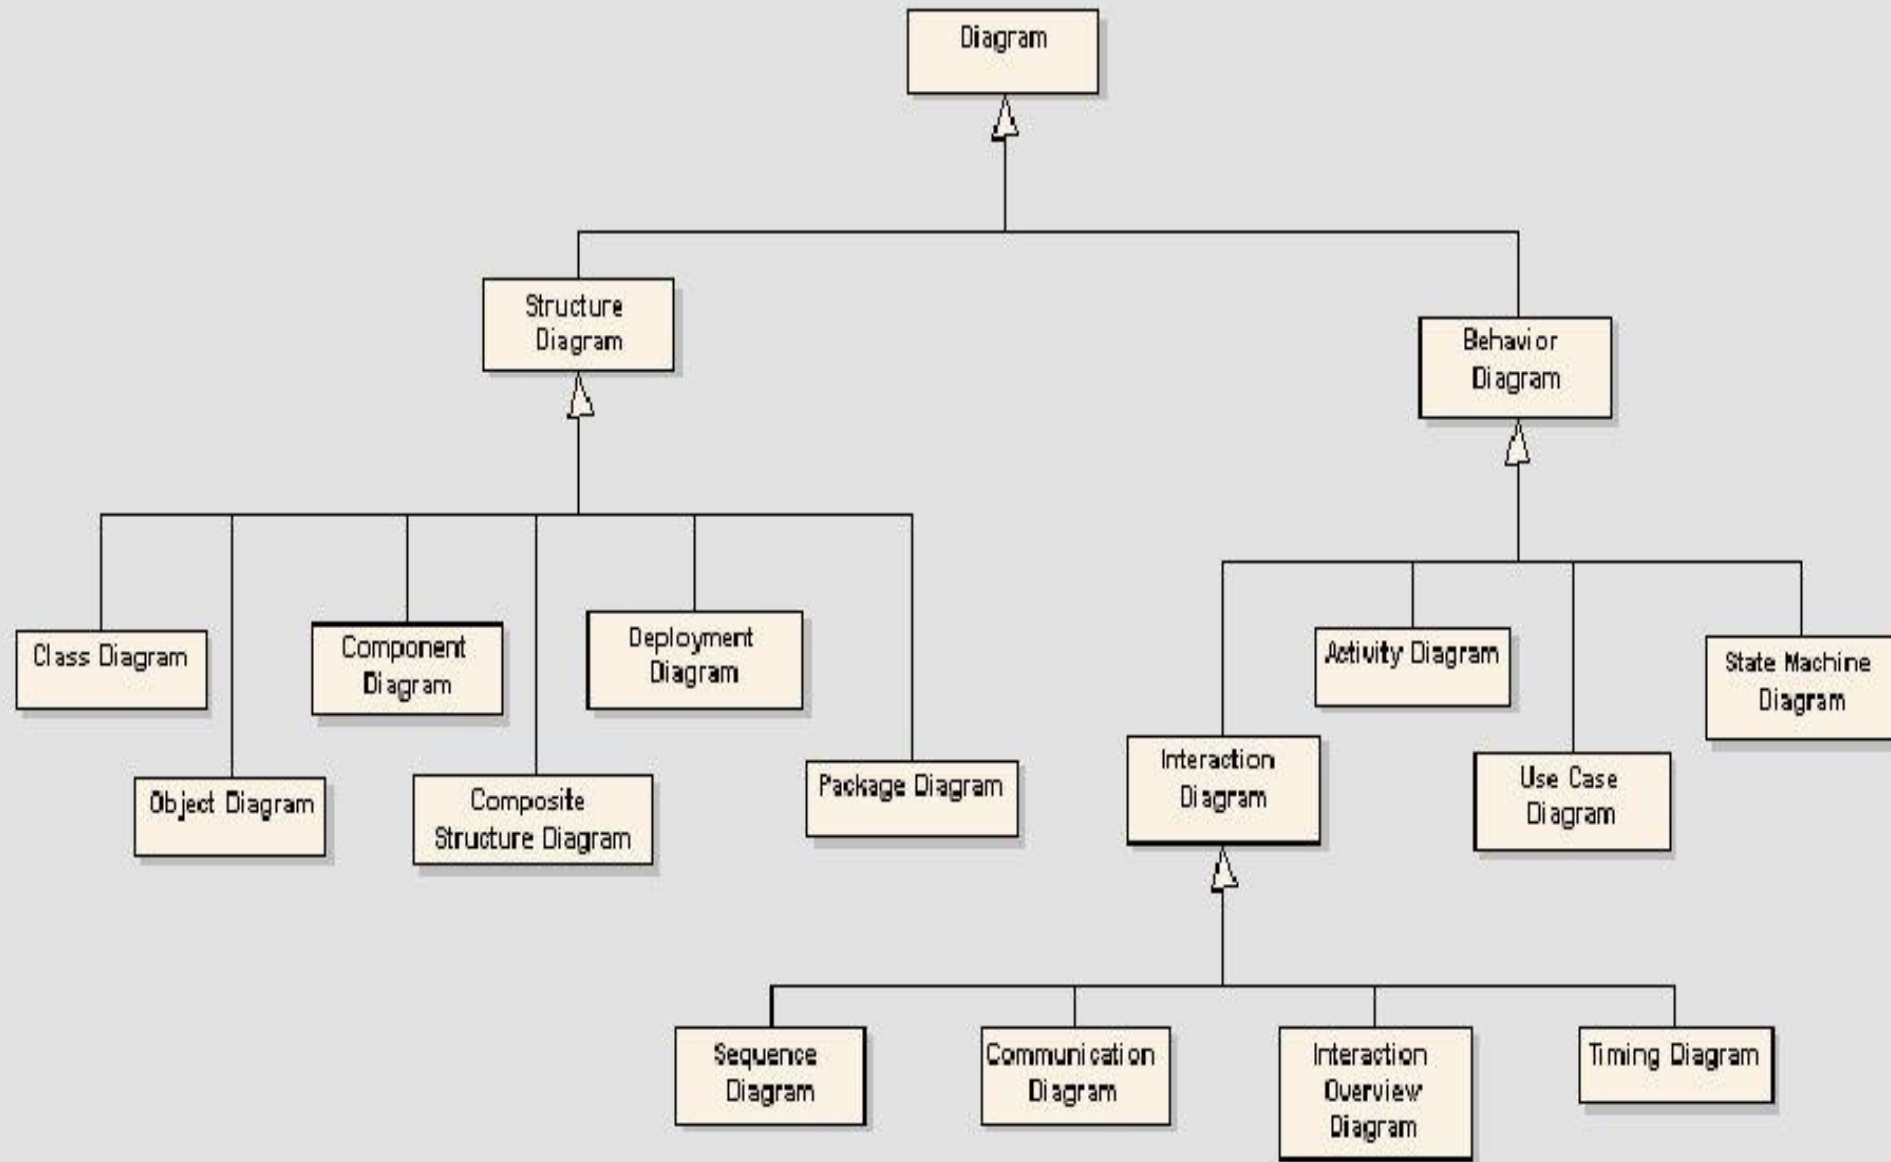 Diagram
Structure
Diagram
Behavior
Diagram
Class Diagram
Component
Diagram
Deployment
Diagram
Activity Diagram
State Machine
Diagram
Object Diagram
Composite
Structure Diagram
Package Diagram
Interaction
Diagram
Use Case
Diagram
Sequence
Diagram
Communication
Diagram
Interaction
Overview
Diagram
Timing Diagram